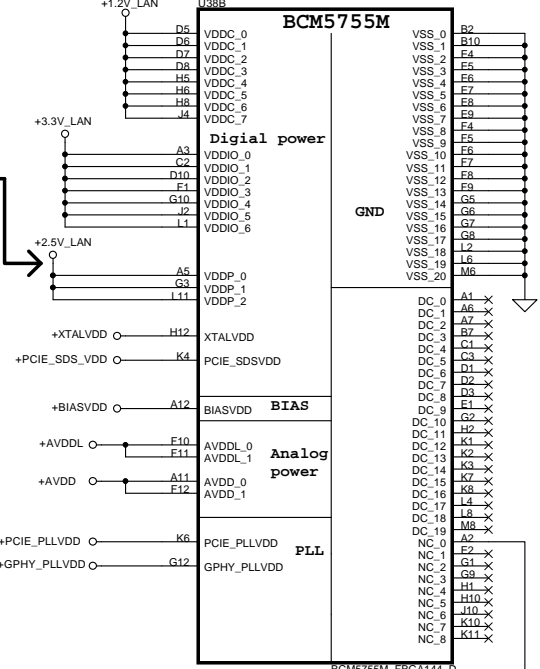 +1.2V_LAN
U38B
BCM5755M
D5 VDDC_0
D6 VDDC_1
D7 VDDC_2
D8 VDDC_3
H5 VDDC_4
H6 VDDC_5
H8 VDDC_6
J4 VDDC_7
Digial power
+3.3V_LAN
A3 VDDIO_0
C2 VDDIO_1
D10 VDDIO_2
F1 VDDIO_3
G10 VDDIO_4
J2 VDDIO_5
L1 VDDIO_6
+2.5V_LAN
A5 VDDP_0
G3 VDDP_1
L11 VDDP_2
+XTALVDD H12 XTALVDD
+PCIE_SDS_VDD K4 PCIE_SDSVDD
+BIASVDD A12 BIASVDD BIAS
+AVDDL F10 AVDDL_0
F11 AVDDL_1
Analog
power
+AVDD A11 AVDD_0
F12 AVDD_1
+PCIE_PLLVDD K6 PCIE_PLLVDD
PLL
+GPHY_PLLVDD G12 GPHY_PLLVDD
VSS_0 B2
VSS_1 B10
VSS_2 E4
VSS_3 E5
VSS_4 E6
VSS_5 E7
VSS_6 E8
VSS_7 E9
VSS_8 F4
VSS_9 F5
VSS_10 F6
VSS_11 F7
VSS_12 F8
VSS_13 F9
VSS_14 G5
VSS_15 G6
VSS_16 G7
VSS_17 G8
VSS_18 L2
VSS_19 L6
VSS_20 M6
GND
DC_0 A1
DC_1 A6
DC_2 A7
DC_3 B7
DC_4 C1
DC_5 C3
DC_6 D1
DC_7 D2
DC_8 D3
DC_9 E1
DC_10 G2
DC_11 H2
DC_12 K1
DC_13 K2
DC_14 K3
DC_15 K7
DC_16 K8
DC_17 L4
DC_18 L8
DC_19 M8
NC_0 A2
NC_1 E2
NC_2 G1
NC_3 G9
NC_4 H1
NC_5 H10
NC_6 J10
NC_7 K10
NC_8 K11
BCM5755M_FBGA144_D